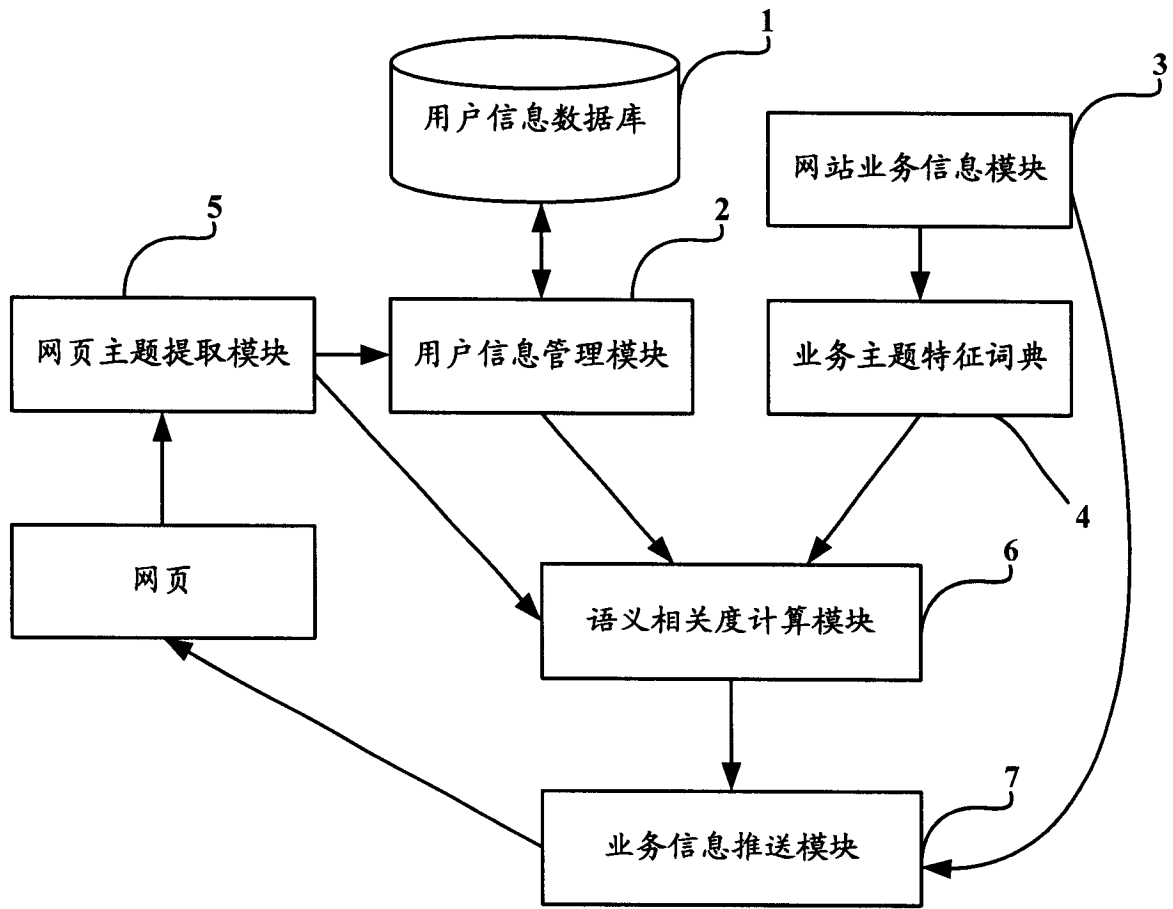 1
用户信息数据库
3
网站业务信息模块
5
2
网页主题提取模块
用户信息管理模块
业务主题特征词典
4
网页
6
语义相关度计算模块
7
业务信息推送模块